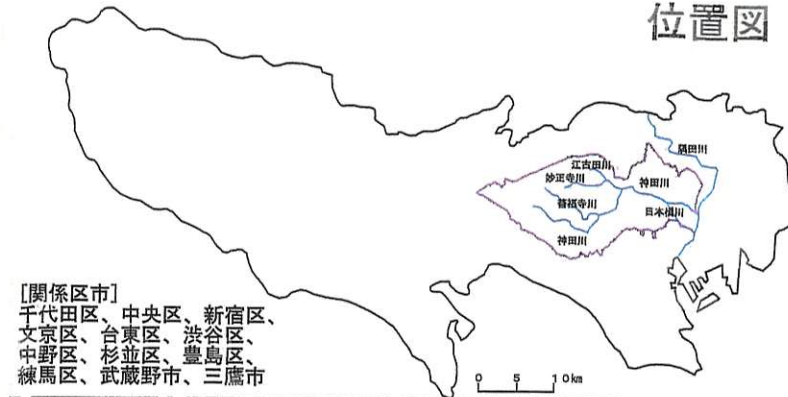 位置図
隅田川
江古田川
妙正寺川
神田川
善福寺川
日本橋川
神田川
[関係区市]
千代田区、中央区、新宿区、
文京区、台東区、渋谷区、
中野区、杉並区、豊島区、
練馬区、武蔵野市、三鷹市
0 5 10km